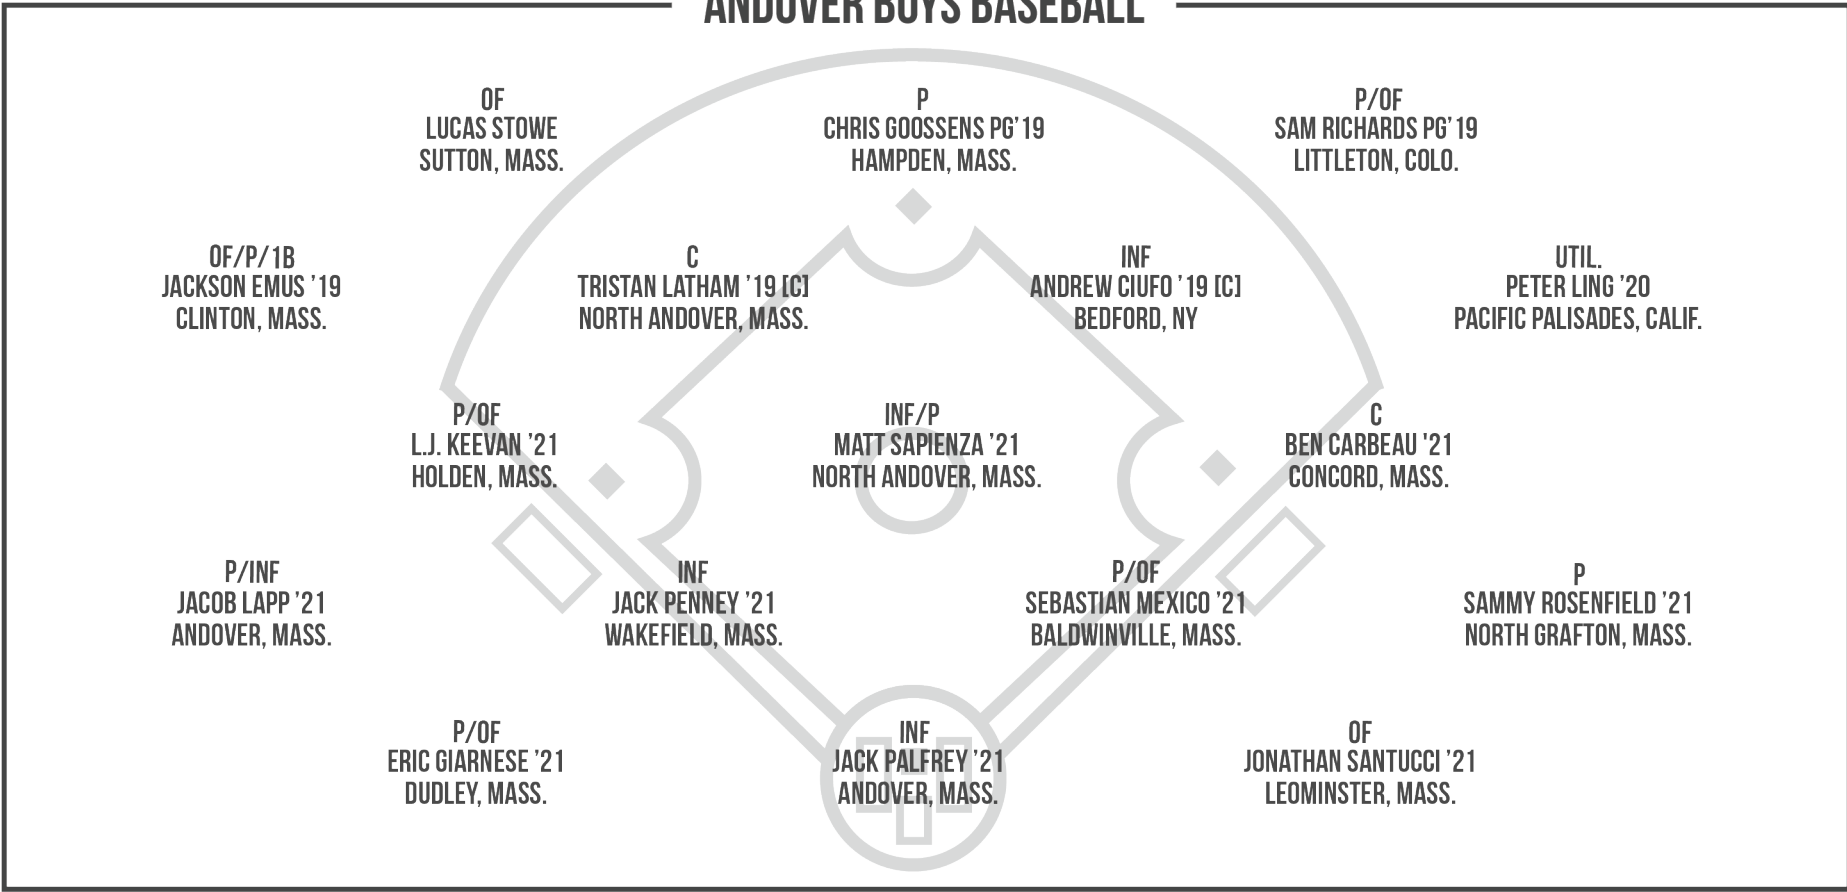 ANDOVER BOYS BASEBALL
OF
LUCAS STOWE
SUTTON, MASS.
P
CHRIS GOOSSENS PG'19
HAMPDEN, MASS.
P/OF
SAM RICHARDS PG'19
LITTLETON, COLO.
OF/P/1B
JACKSON EMUS '19
CLINTON, MASS.
C
TRISTAN LATHAM '19 [C]
NORTH ANDOVER, MASS.
INF
ANDREW CIUFO '19 [C]
BEDFORD, NY
UTIL.
PETER LING '20
PACIFIC PALISADES, CALIF.
P/OF
L.J. KEEVAN '21
HOLDEN, MASS.
INF/P
MATT SAPIENZA '21
NORTH ANDOVER, MASS.
C
BEN CARBEAU '21
CONCORD, MASS.
P/INF
JACOB LAPP '21
ANDOVER, MASS.
INF
JACK PENNEY '21
WAKEFIELD, MASS.
P/OF
SEBASTIAN MEXICO '21
BALDWINVILLE, MASS.
P
SAMMY ROSENFIELD '21
NORTH GRAFTON, MASS.
P/OF
ERIC GIARNESE '21
DUDLEY, MASS.
INF
JACK PALFREY '21
ANDOVER, MASS.
OF
JONATHAN SANTUCCI '21
LEOMINSTER, MASS.